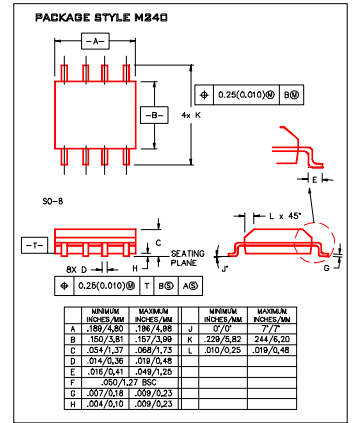 PACKAGE STYLE M240
-A-
-B-
4x K
⌖ 0.25(0.010)Ⓜ BⓂ
E
SO-8
L x 45°
C
-T-
SEATING
PLANE
8X D
H
J°
G
⌖ 0.25(0.010)Ⓜ T BⓈ AⓈ
MINIMUM INCHES/MM MAXIMUM INCHES/MM MINIMUM INCHES/MM MAXIMUM INCHES/MM
A .189/4,80 .196/4,98 J 0°/0° 7°/7°
B .150/3,81 .157/3,99 K .229/5,82 .244/6,20
C .054/1,37 .068/1,73 L .010/0,25 .019/0,48
D .014/0,36 .019/0,48
E .016/0,41 .049/1,25
F .050/1,27 BSC
G .007/0,18 .009/0,23
H .004/0,10 .009/0,23